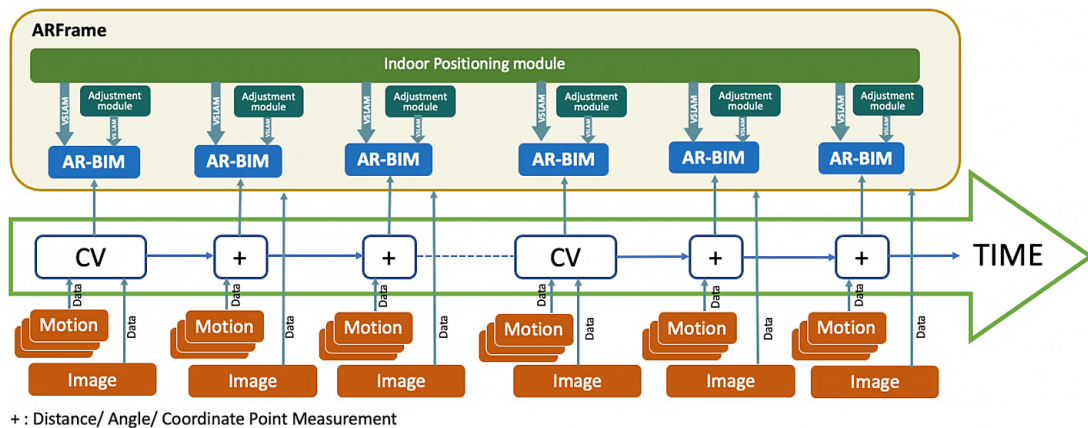 ARFrame
Indoor Positioning module
VSLAM
Adjustment module
VS LAM
AR-BIM
VSLAM
Adjustment module
VSLAM
AR-BIM
VSLAM
Adjustment module
VSLAM
AR-BIM
VSLAM
Adjustment module
VSLAM
AR-BIM
VSLAM
Adjustment module
VSLAM
AR-BIM
VSLAM
Adjustment module
VSLAM
AR-BIM
CV
+
+
CV
+
+
TIME
Data
Data
Data
Data
Data
Data
Data
Data
Data
Data
Data
Data
Motion
Motion
Motion
Motion
Motion
Motion
Image
Image
Image
Image
Image
Image
+ : Distance/ Angle/ Coordinate Point Measurement